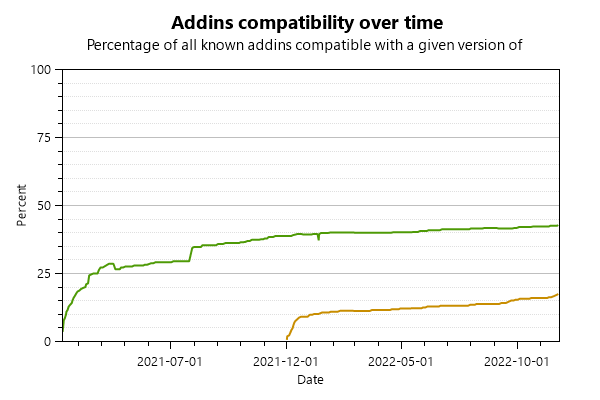 Addins compatibility over time
Percentage of all known addins compatible with a given version of
100
75
50
25
0
Percent
2021-07-01 2021-12-01 2022-05-01 2022-10-01
Date